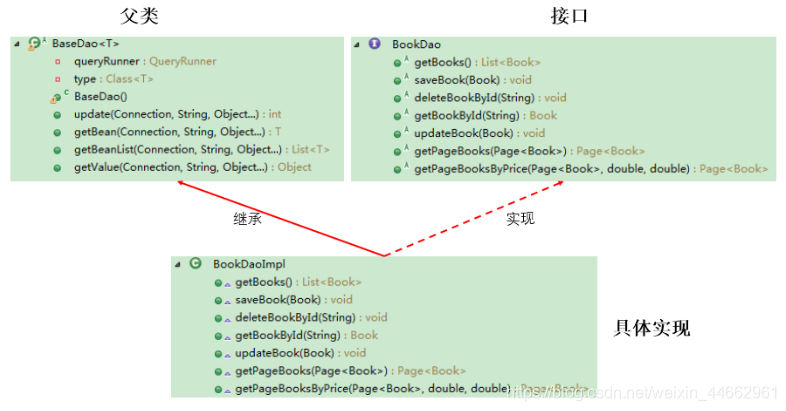 父类
BaseDao<T>
queryRunner : QueryRunner
type : Class<T>
BaseDao()
update(Connection, String, Object...) : int
getBean(Connection, String, Object...) : T
getBeanList(Connection, String, Object...) : List<T>
getValue(Connection, String, Object...) : Object
接口
BookDao
getBooks() : List<Book>
saveBook(Book) : void
deleteBookById(String) : void
getBookById(String) : Book
updateBook(Book) : void
getPageBooks(Page<Book>) : Page<Book>
getPageBooksByPrice(Page<Book>, double, double) : Page<Book>
继承
实现
BookDaoImpl
getBooks() : List<Book>
saveBook(Book) : void
deleteBookById(String) : void
getBookById(String) : Book
updateBook(Book) : void
getPageBooks(Page<Book>) : Page<Book>
getPageBooksByPrice(Page<Book>, double, double) : Page<Book>
具体实现
https://blog.csdn.net/weixin_44662961